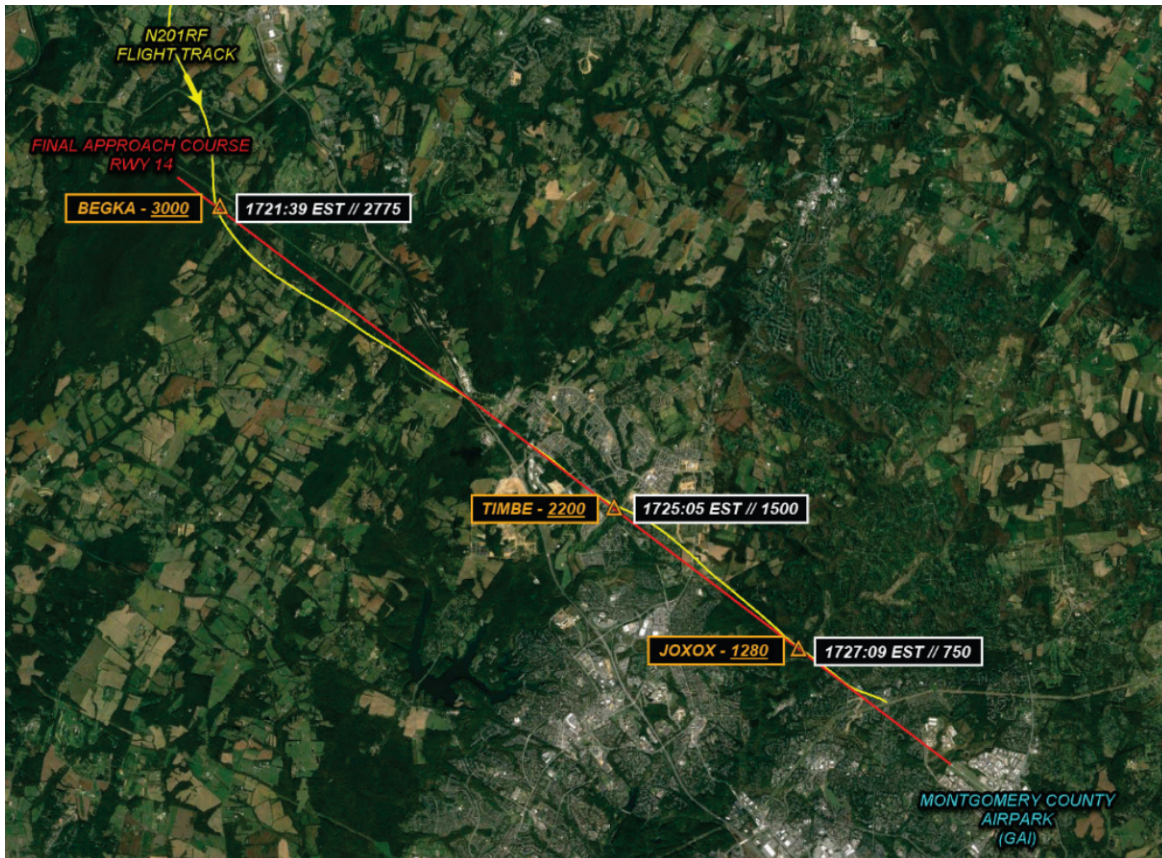 N201RF
FLIGHT TRACK
FINAL APPROACH COURSE
RWY 14
BEGKA - 3000
1721:39 EST // 2775
TIMBE - 2200
1725:05 EST // 1500
JOXOX - 1280
1727:09 EST // 750
MONTGOMERY COUNTY
AIRPARK
(GAI)